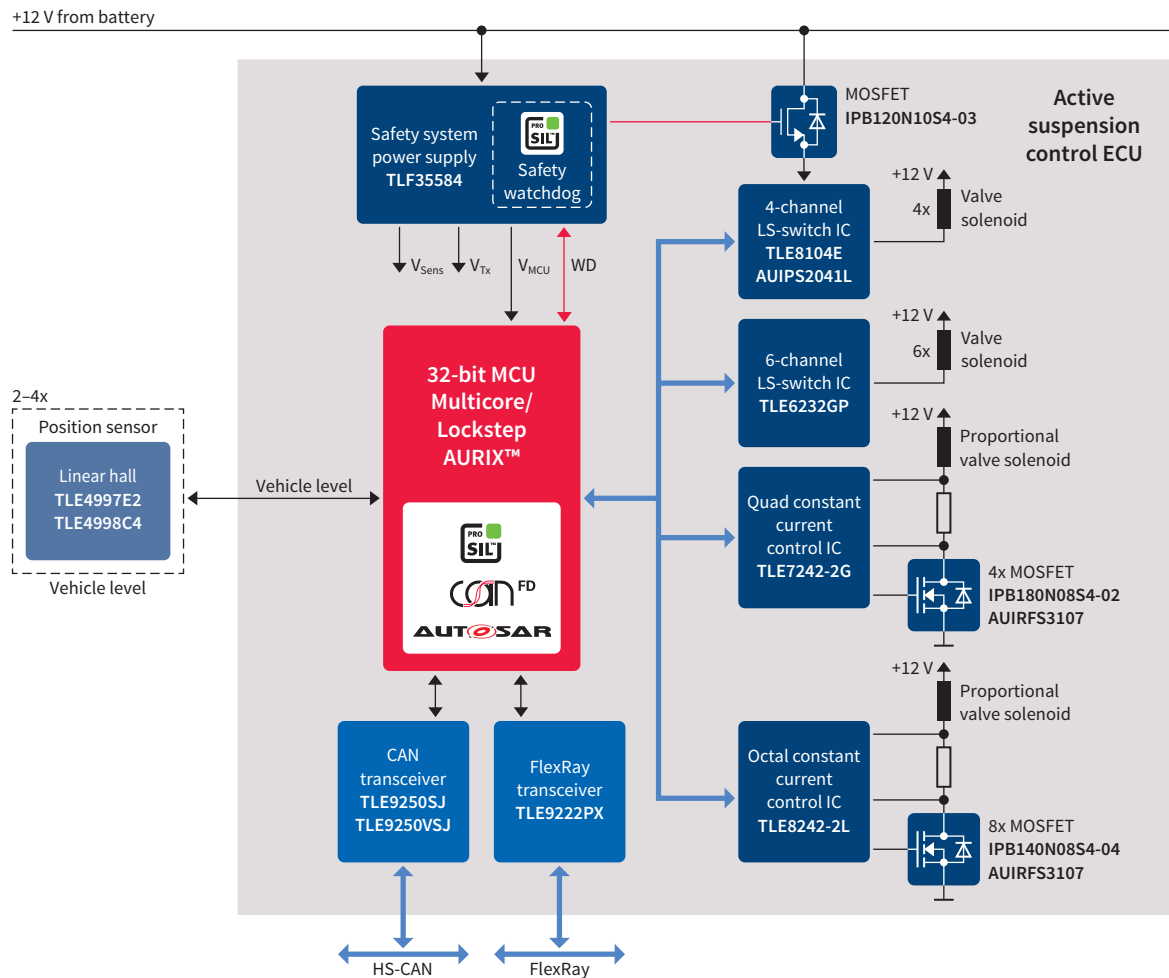 +12 V from battery
Active
suspension
control ECU
Safety system
power supply
TLF35584
PRO
SIL™
Safety
watchdog
MOSFET
IPB120N10S4-03
V_Sens
V_Tx
V_MCU
WD
4-channel
LS-switch IC
TLE8104E
AUIPS2041L
+12 V
4x
Valve
solenoid
6-channel
LS-switch IC
TLE6232GP
+12 V
6x
Valve
solenoid
32-bit MCU
Multicore/
Lockstep
AURIX™
PRO
SIL™
CAN FD
AUTOSAR
2–4x
Position sensor
Linear hall
TLE4997E2
TLE4998C4
Vehicle level
Vehicle level
Quad constant
current
control IC
TLE7242-2G
+12 V
Proportional
valve solenoid
4x MOSFET
IPB180N08S4-02
AUIRFS3107
Octal constant
current
control IC
TLE8242-2L
+12 V
Proportional
valve solenoid
8x MOSFET
IPB140N08S4-04
AUIRFS3107
CAN
transceiver
TLE9250SJ
TLE9250VSJ
FlexRay
transceiver
TLE9222PX
HS-CAN
FlexRay